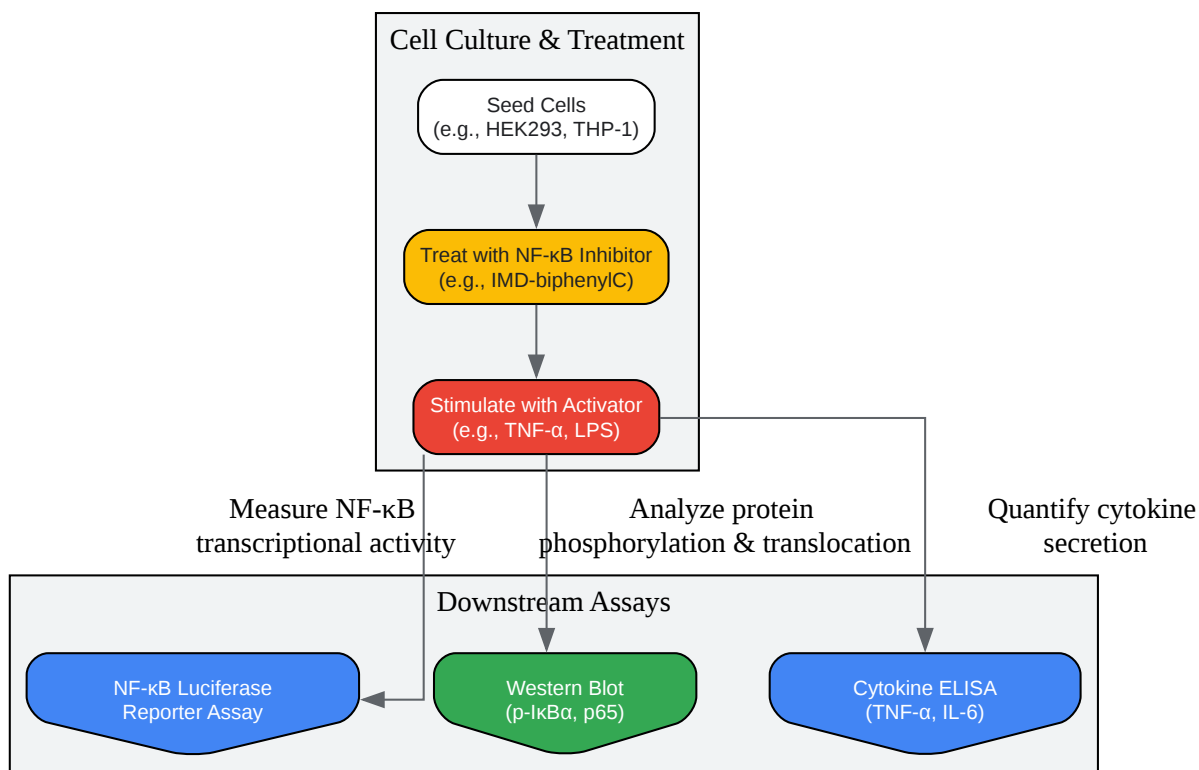 Cell Culture & Treatment
Seed Cells
(e.g., HEK293, THP-1)
Treat with NF-κB Inhibitor
(e.g., IMD-biphenylC)
Stimulate with Activator
(e.g., TNF-α, LPS)
Measure NF-κB
transcriptional activity
Analyze protein
phosphorylation & translocation
Quantify cytokine
secretion
Downstream Assays
NF-κB Luciferase
Reporter Assay
Western Blot
(p-IκBα, p65)
Cytokine ELISA
(TNF-α, IL-6)